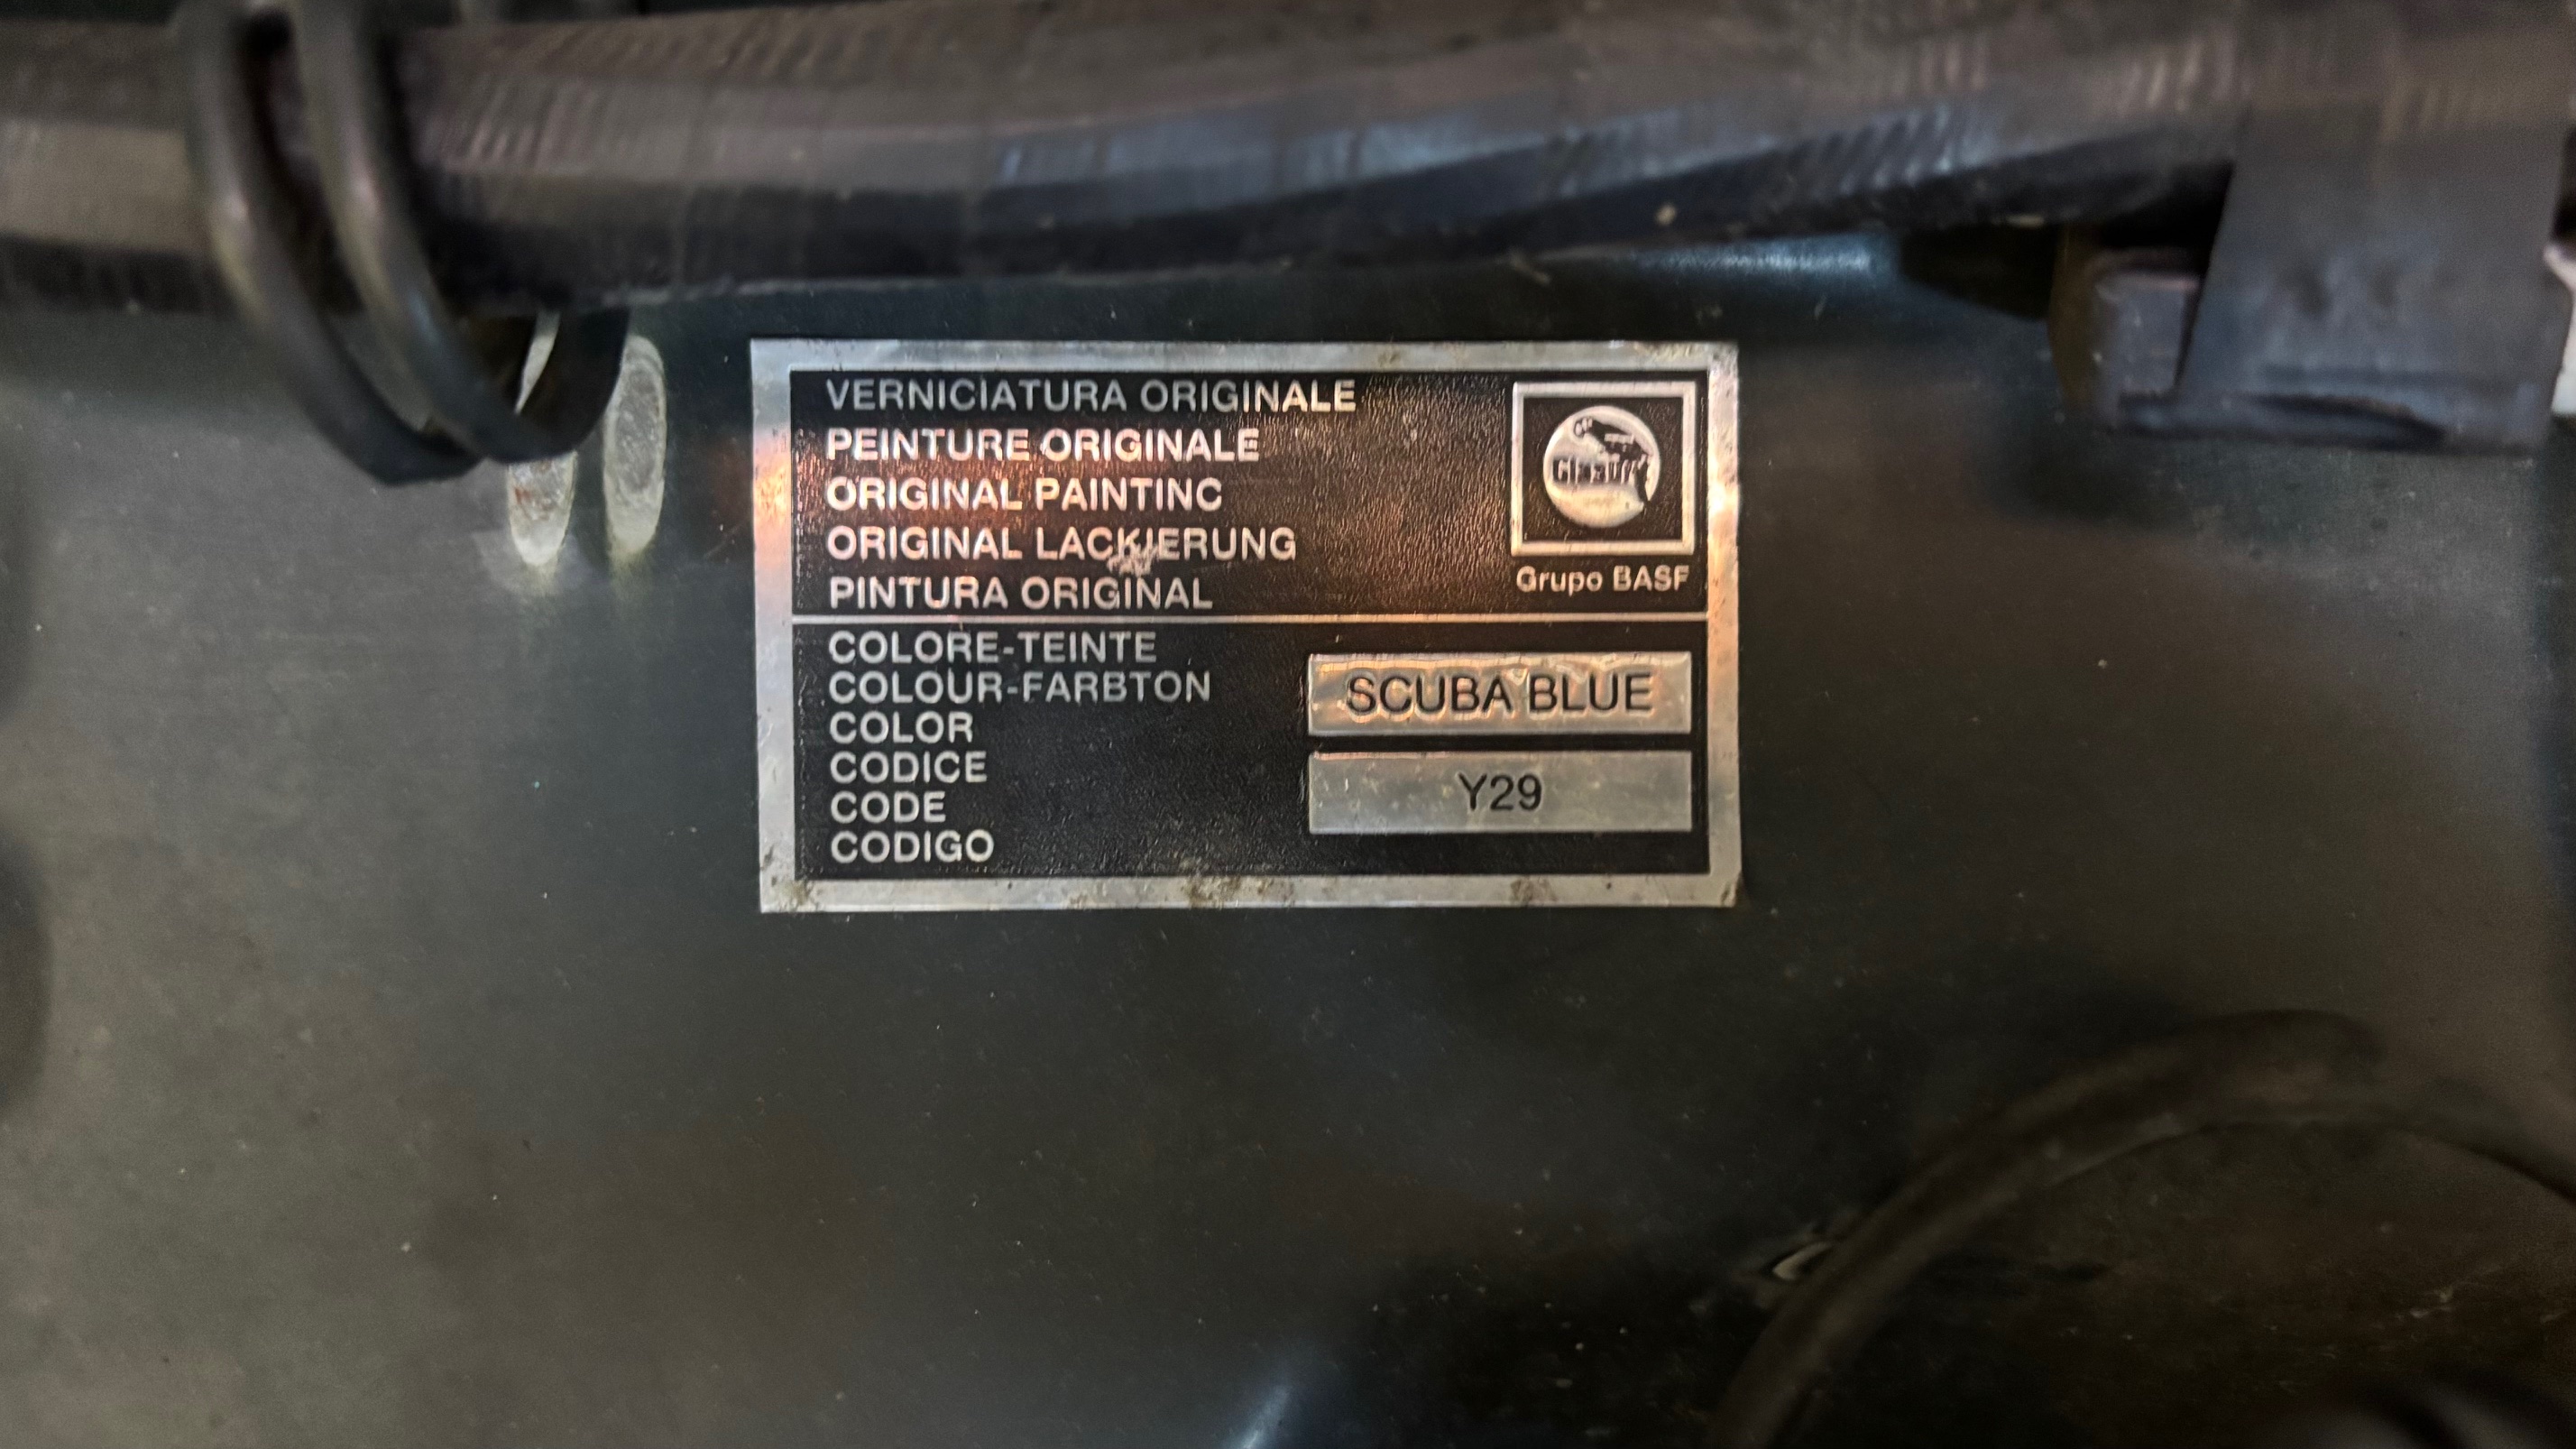 VERNICIATURA ORIGINALE
PEINTURE ORIGINALE
ORIGINAL PAINTINC
ORIGINAL LACKIERUNG
PINTURA ORIGINAL
Glasurit
Grupo BASF
COLORE-TEINTE
COLOUR-FARBTON
COLOR
SCUBA BLUE
CODICE
CODE
CODIGO
Y29